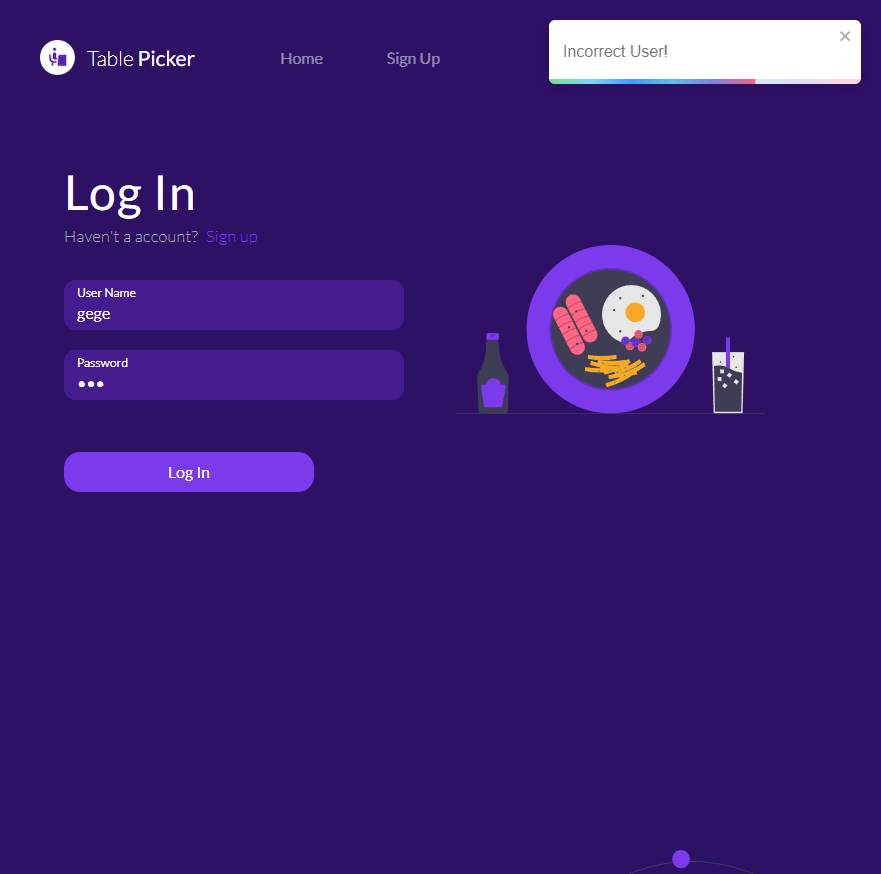 Table Picker
Home
Sign Up
Incorrect User!
×
Log In
Haven't a account? Sign up
User Name
gege
Password
●●●
Log In